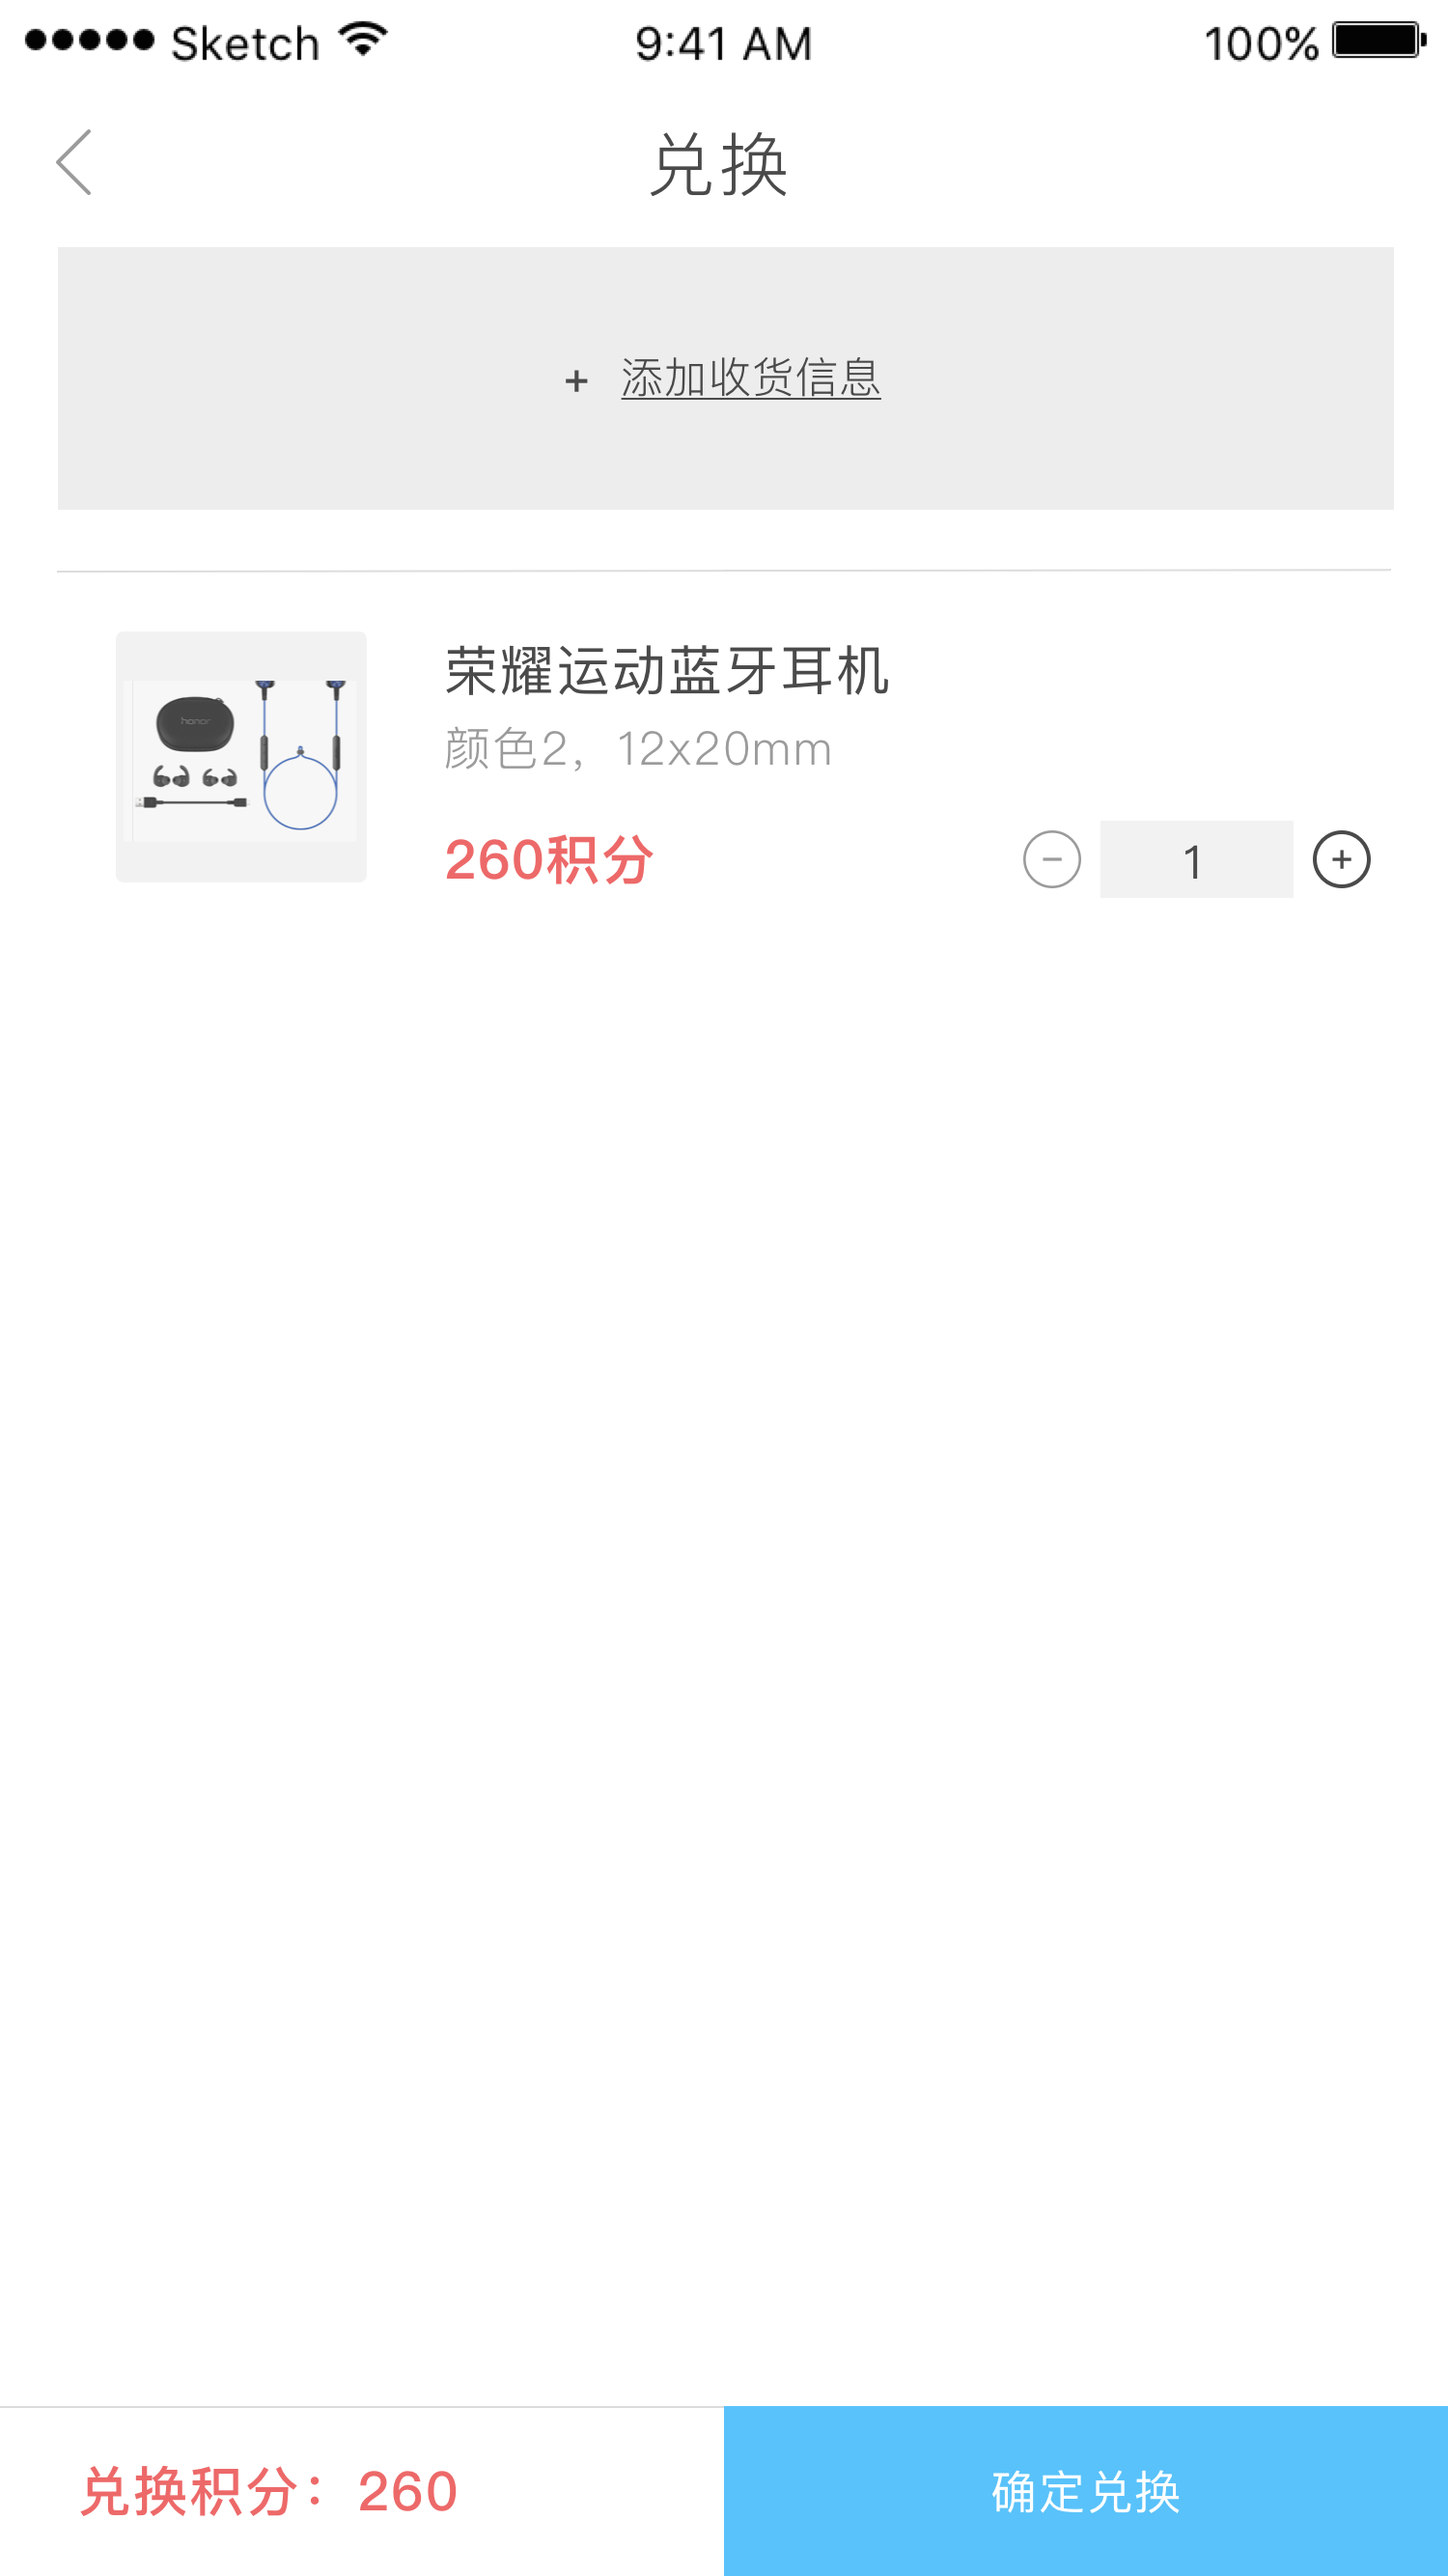 Sketch 9:41 AM 100%
兑换
+ 添加收货信息
荣耀运动蓝牙耳机
颜色2，12x20mm
honor
260积分 − 1 +
兑换积分：260 确定兑换